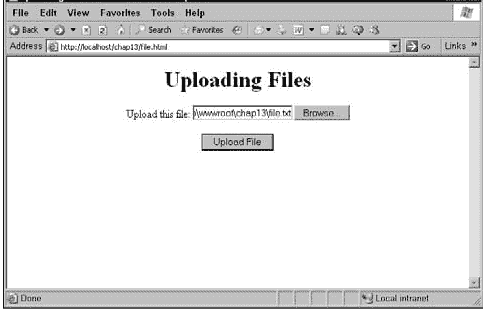 File Edit View Favorites Tools Help
Back Search Favorites
Address http://localhost/chap13/file.html Go Links »
Uploading Files
Upload this file: \wwwroot\chap13\file.txt Browse...
Upload File
Done Local intranet